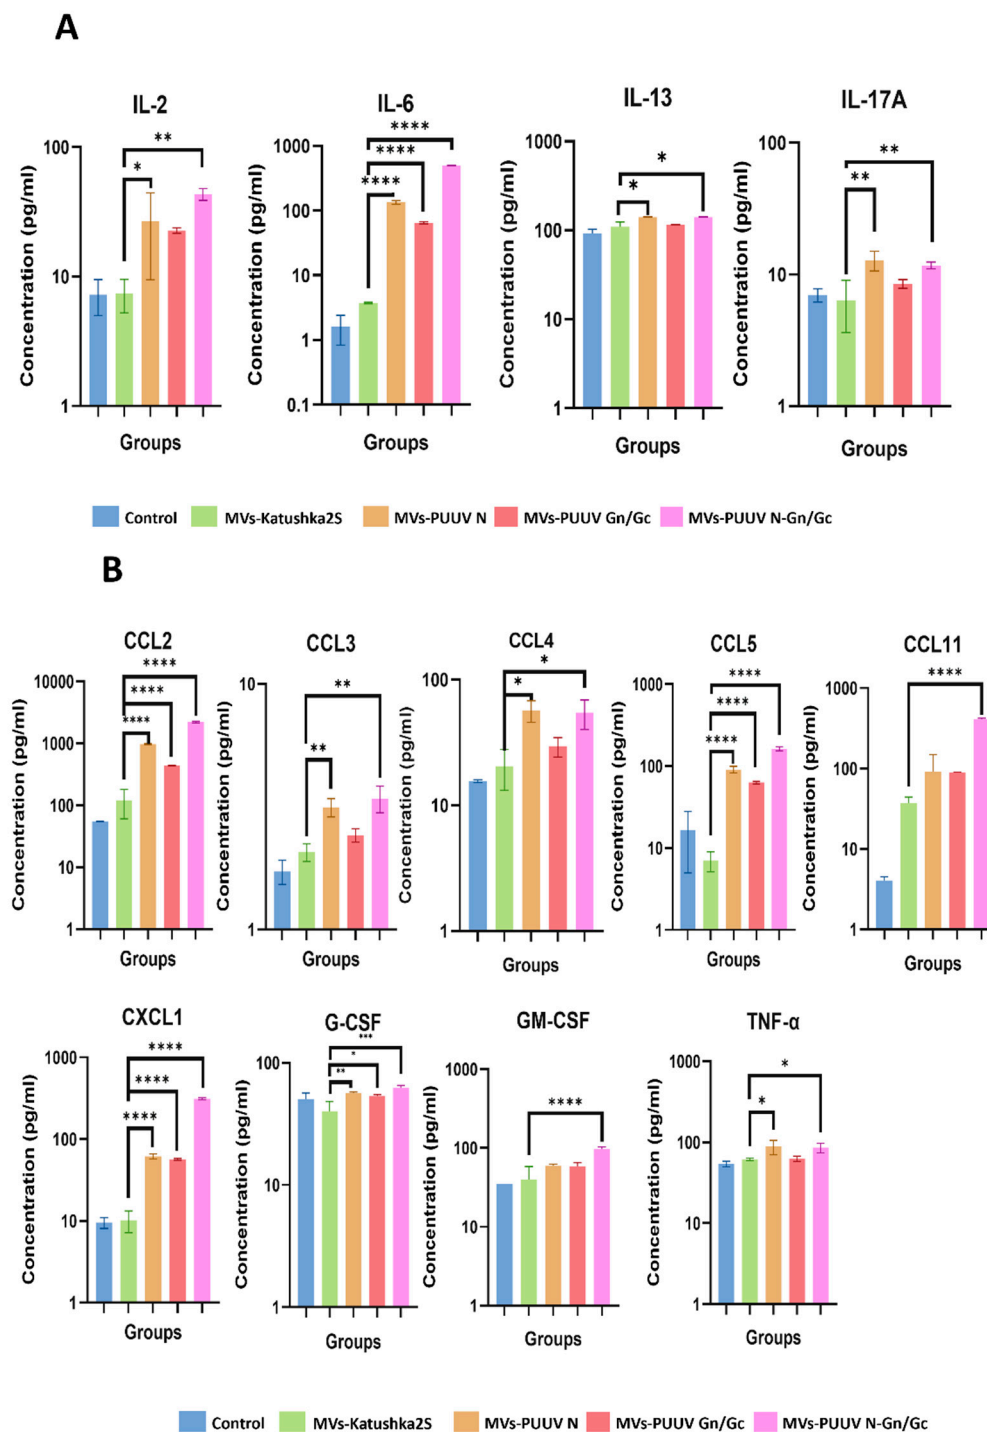 A
IL-2
IL-6
IL-13
IL-17A
Concentration (pg/ml)
100
10
1
**
*
Groups
Concentration (pg/ml)
1000
100
10
1
0.1
****
****
****
Groups
Concentration (pg/ml)
1000
100
10
1
*
*
Groups
Concentration (pg/ml)
100
10
1
**
**
Groups
Control MVs-Katushka2S MVs-PUUV N MVs-PUUV Gn/Gc MVs-PUUV N-Gn/Gc
B
CCL2
CCL3
CCL4
CCL5
CCL11
Concentration (pg/ml)
10000
1000
100
10
1
****
****
****
Groups
Concentration (pg/ml)
10
1
**
**
Groups
Concentration (pg/ml)
100
10
1
*
*
Groups
Concentration (pg/ml)
1000
100
10
1
****
****
****
Groups
Concentration (pg/ml)
1000
100
10
1
****
Groups
CXCL1
G-CSF
GM-CSF
TNF-α
Concentration (pg/ml)
1000
100
10
1
****
****
****
Groups
Concentration (pg/ml)
100
10
1
***
*
**
Groups
Concentration (pg/ml)
1000
100
10
1
****
Groups
Concentration (pg/ml)
1000
100
10
1
*
*
Groups
Control MVs-Katushka2S MVs-PUUV N MVs-PUUV Gn/Gc MVs-PUUV N-Gn/Gc